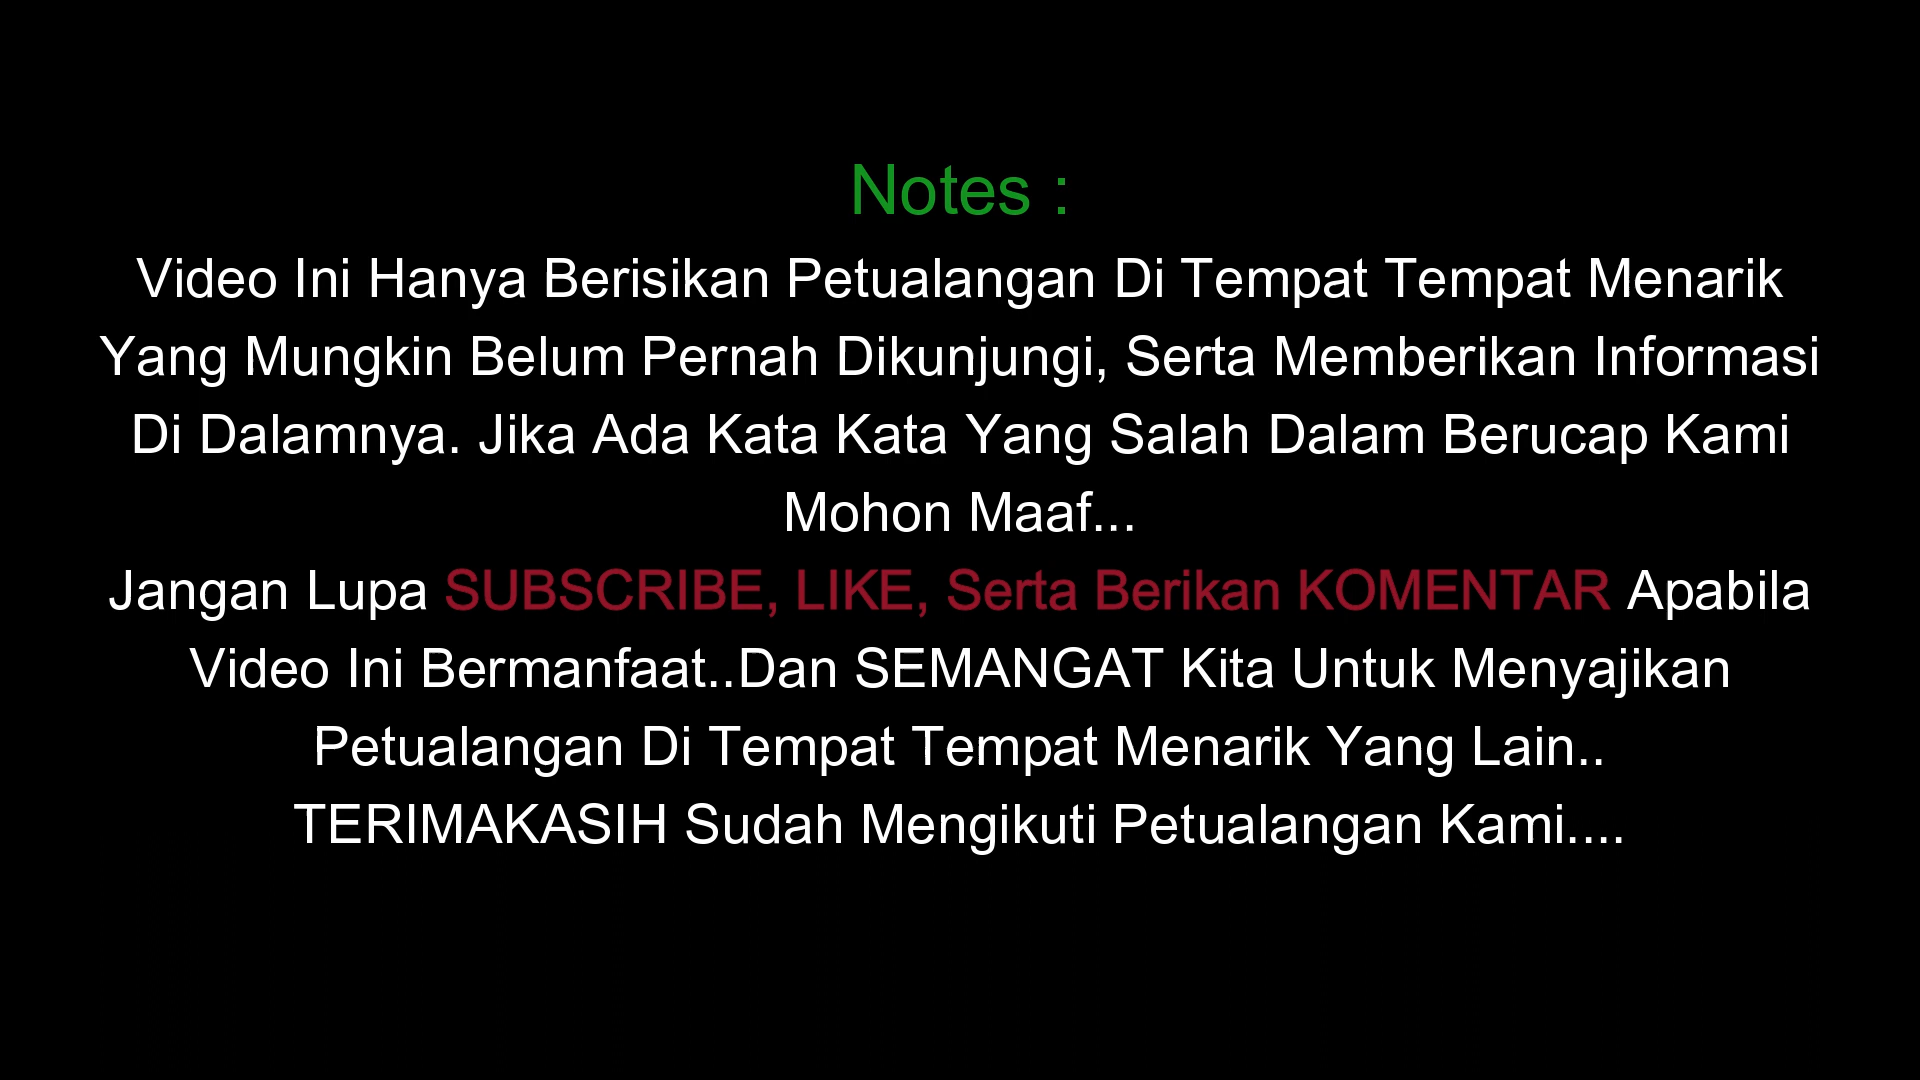 Notes :
Video Ini Hanya Berisikan Petualangan Di Tempat Tempat Menarik
Yang Mungkin Belum Pernah Dikunjungi, Serta Memberikan Informasi
Di Dalamnya. Jika Ada Kata Kata Yang Salah Dalam Berucap Kami
Mohon Maaf...
Jangan Lupa SUBSCRIBE, LIKE, Serta Berikan KOMENTAR Apabila
Video Ini Bermanfaat..Dan SEMANGAT Kita Untuk Menyajikan
Petualangan Di Tempat Tempat Menarik Yang Lain..
TERIMAKASIH Sudah Mengikuti Petualangan Kami....